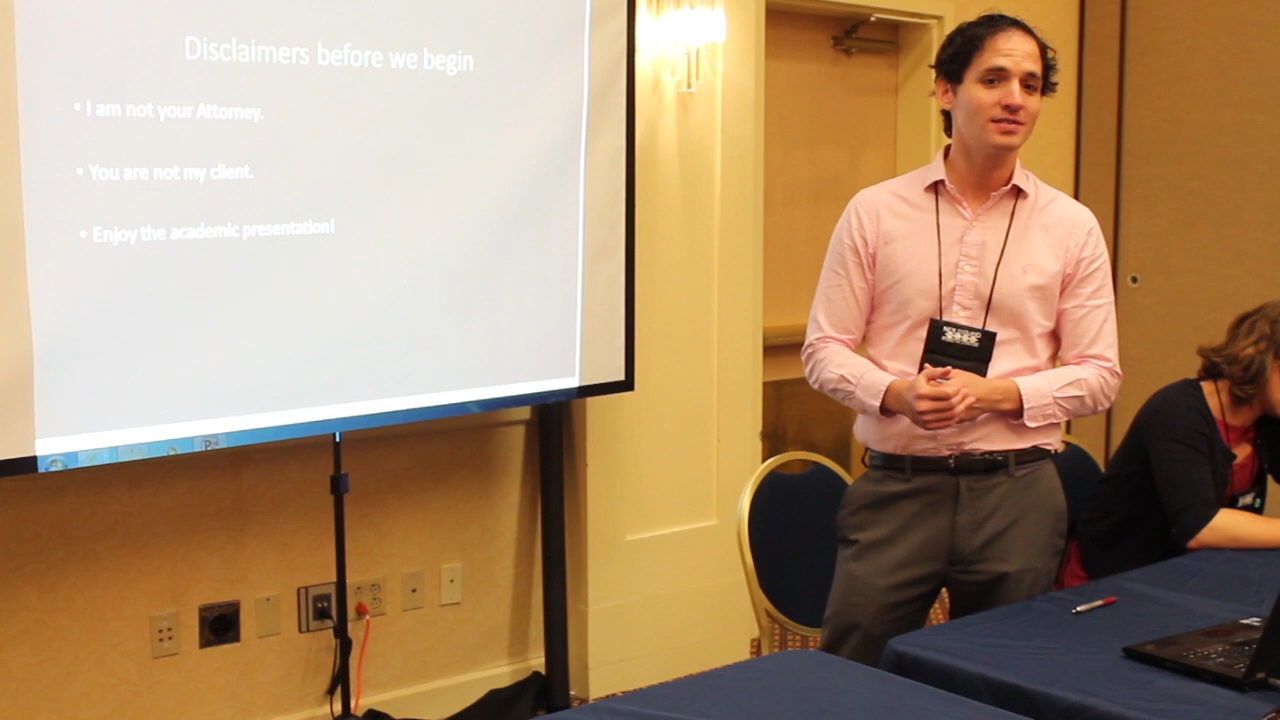 Disclaimers before we begin
• I am not your Attorney.
• You are not my client.
• Enjoy the academic presentation!